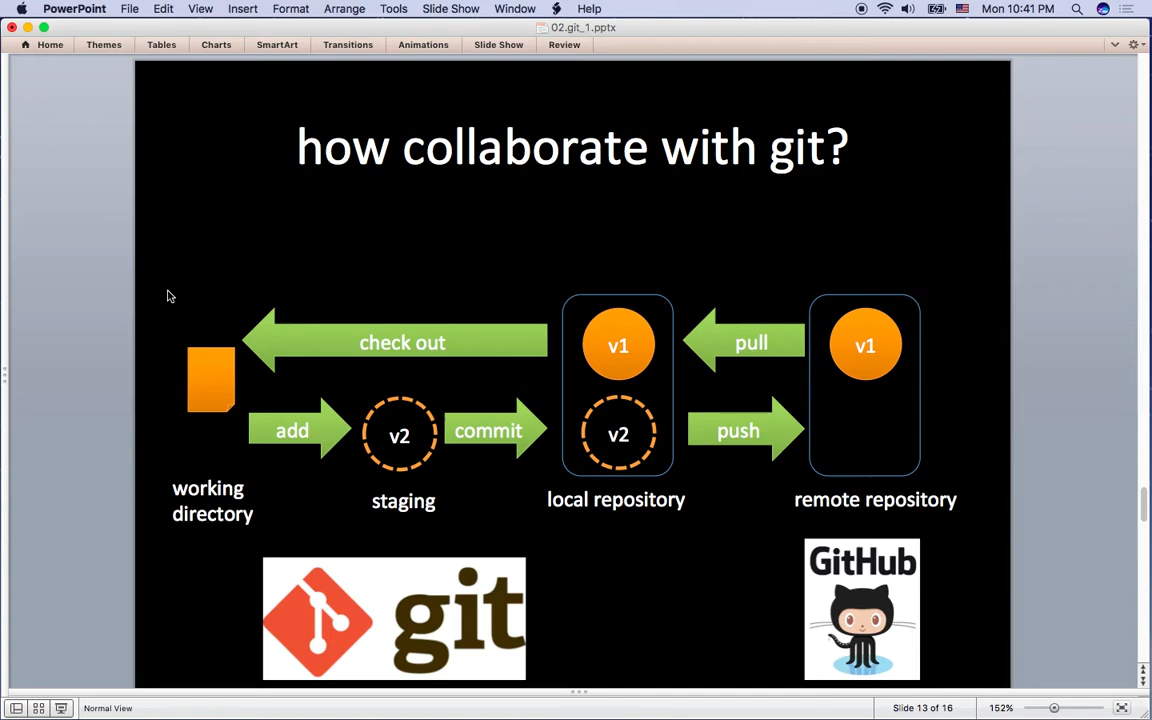 PowerPoint File Edit View Insert Format Arrange Tools Slide Show Window Help Mon 10:41 PM
02.git_1.pptx
Home Themes Tables Charts SmartArt Transitions Animations Slide Show Review
how collaborate with git?
check out v1 pull v1
add v2 commit v2 push
working
directory
staging local repository remote repository
git
GitHub
Normal View Slide 13 of 16 152%